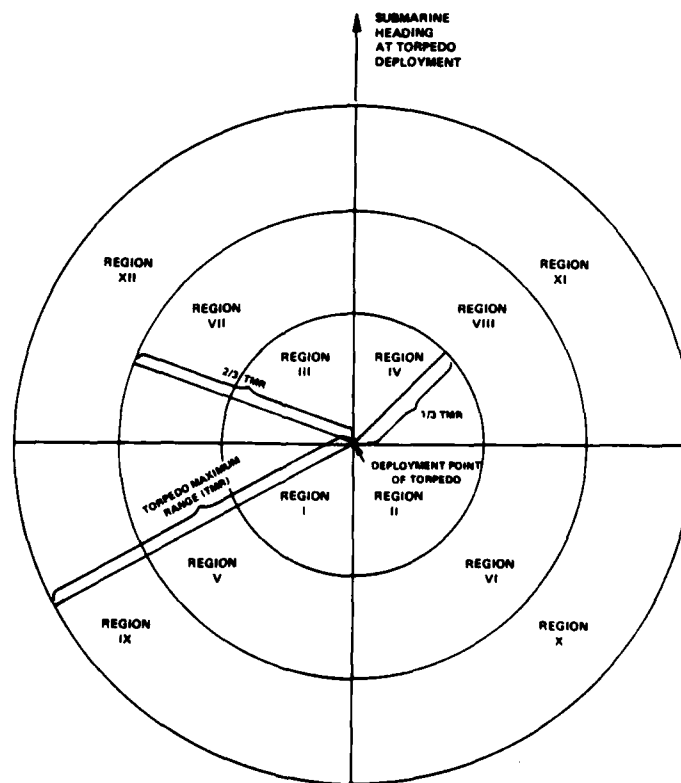 SUBMARINE
HEADING
AT TORPEDO
DEPLOYMENT
REGION
XII
REGION
XI
REGION
VII
REGION
VIII
REGION
III
REGION
IV
2/3 TMR
1/3 TMR
DEPLOYMENT POINT
OF TORPEDO
TORPEDO MAXIMUM
RANGE (TMR)
REGION
I
REGION
II
REGION
V
REGION
VI
REGION
IX
REGION
X